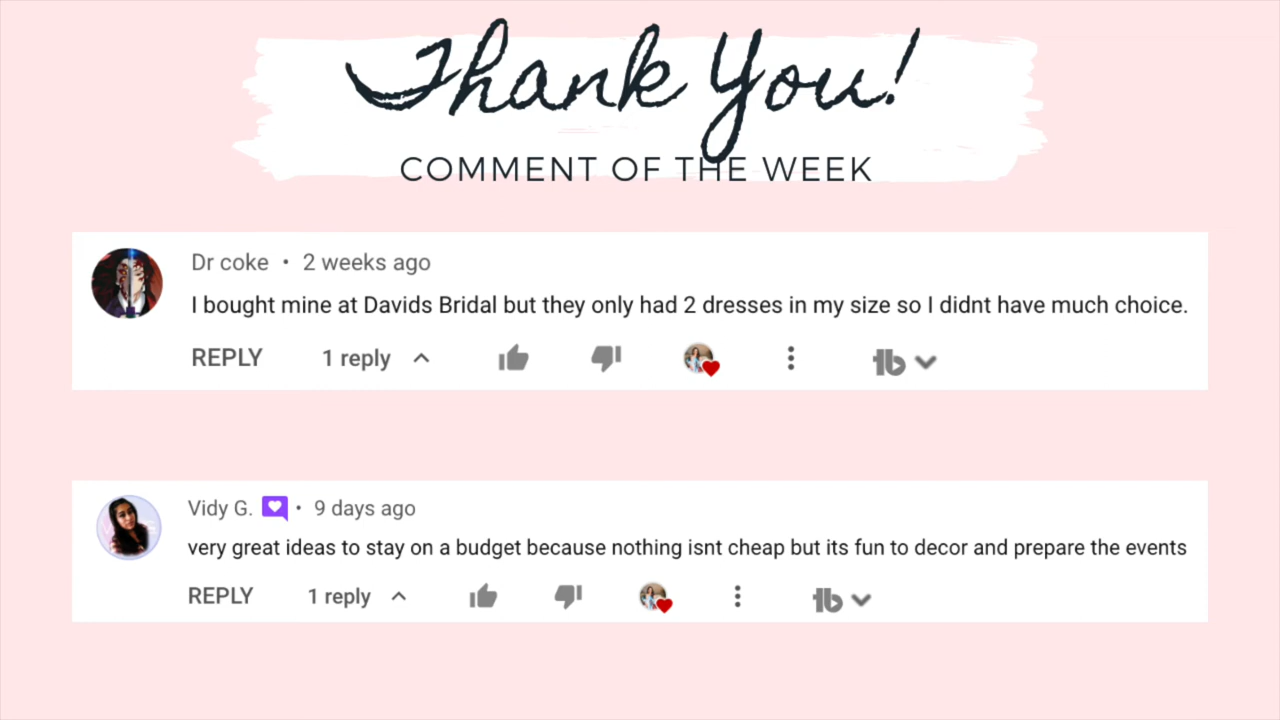 Thank You!
COMMENT OF THE WEEK
Dr coke • 2 weeks ago
I bought mine at Davids Bridal but they only had 2 dresses in my size so I didnt have much choice.
REPLY 1 reply
tb
Vidy G. • 9 days ago
very great ideas to stay on a budget because nothing isnt cheap but its fun to decor and prepare the events
REPLY 1 reply
tb